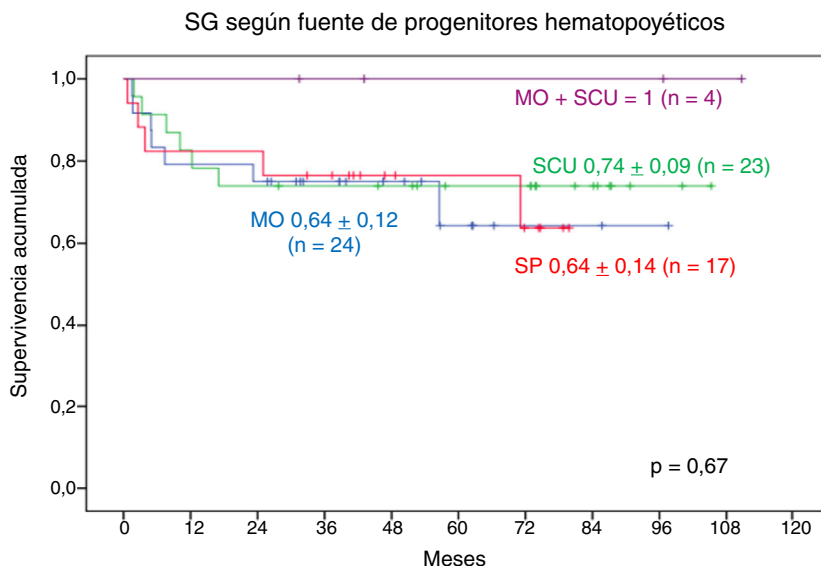 SG según fuente de progenitores hematopoyéticos
1,0
0,8
0,6
0,4
0,2
0,0
Supervivencia acumulada
MO + SCU = 1 (n = 4)
SCU 0,74 ± 0,09 (n = 23)
MO 0,64 ± 0,12
(n = 24)
SP 0,64 ± 0,14 (n = 17)
p = 0,67
0 12 24 36 48 60 72 84 96 108 120
Meses